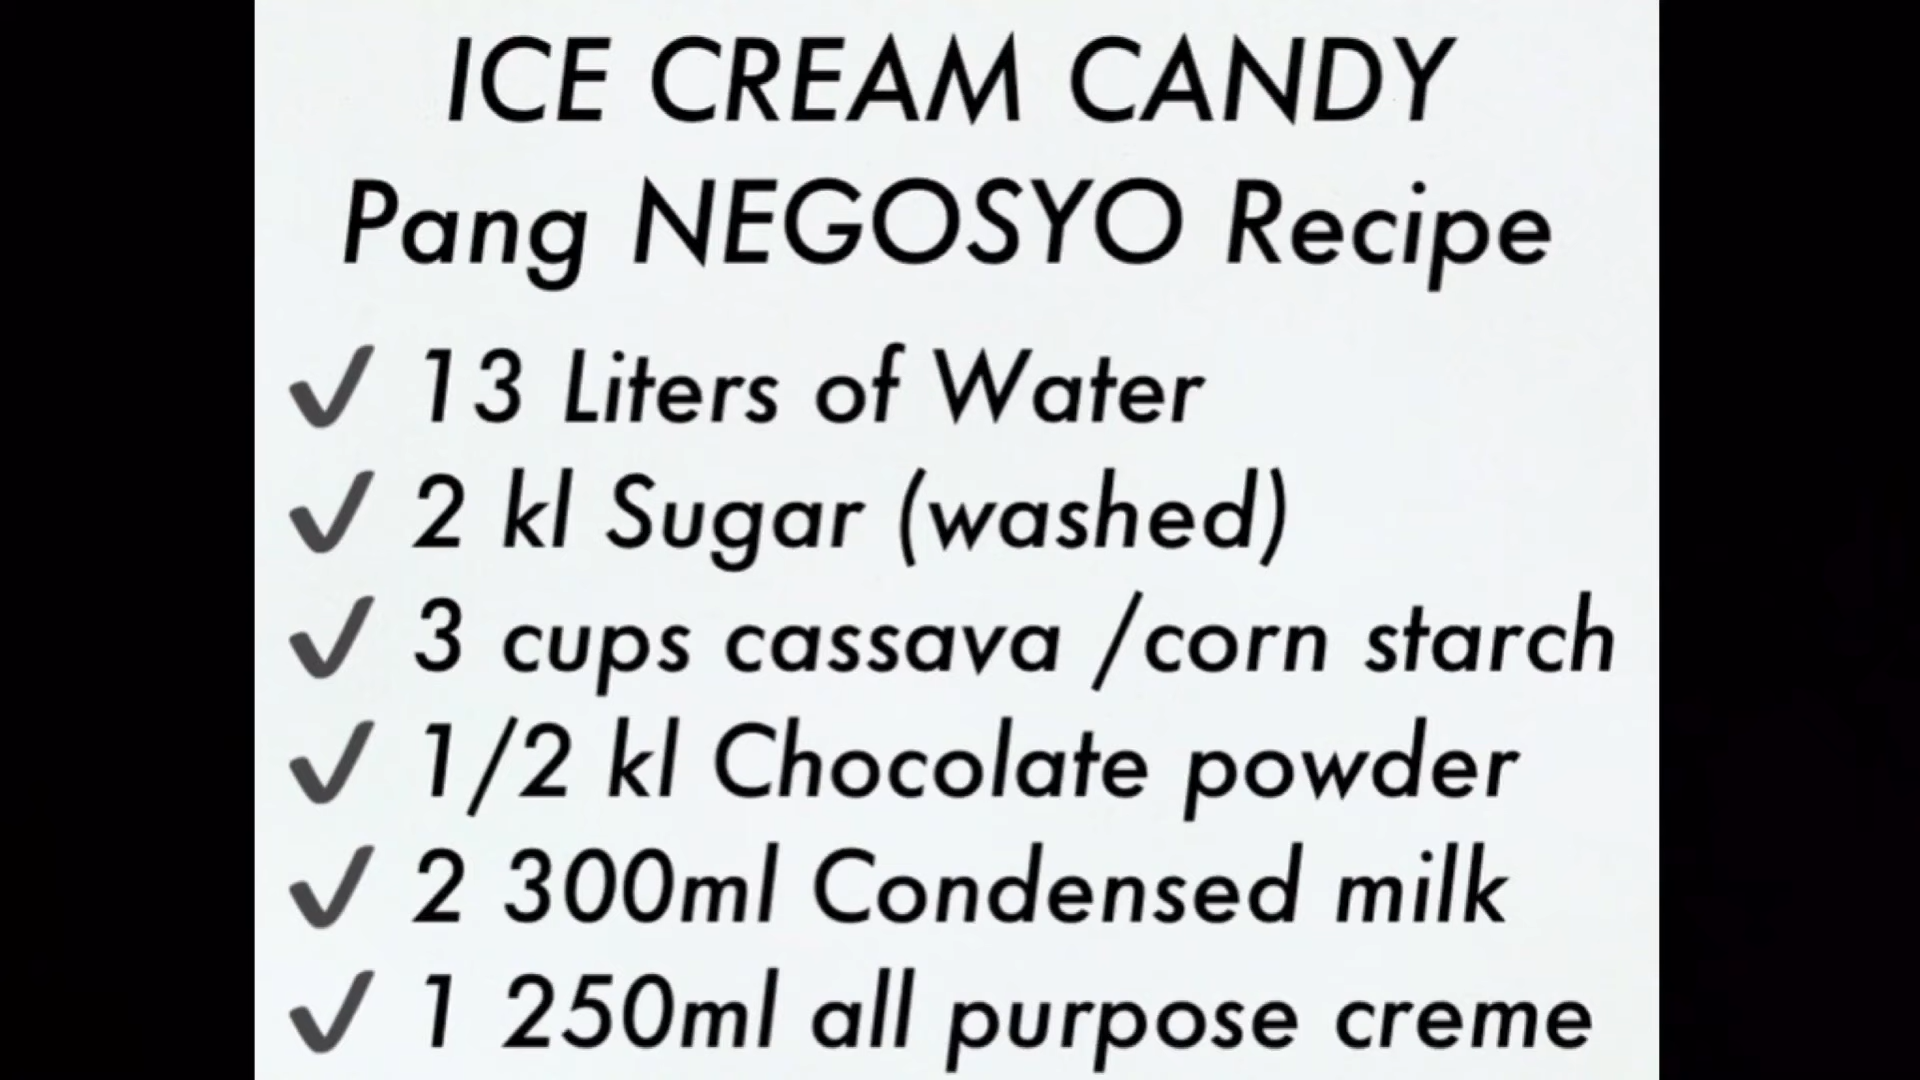 ICE CREAM CANDY
Pang NEGOSYO Recipe
✔ 13 Liters of Water
✔ 2 kl Sugar (washed)
✔ 3 cups cassava /corn starch
✔ 1/2 kl Chocolate powder
✔ 2 300ml Condensed milk
✔ 1 250ml all purpose creme